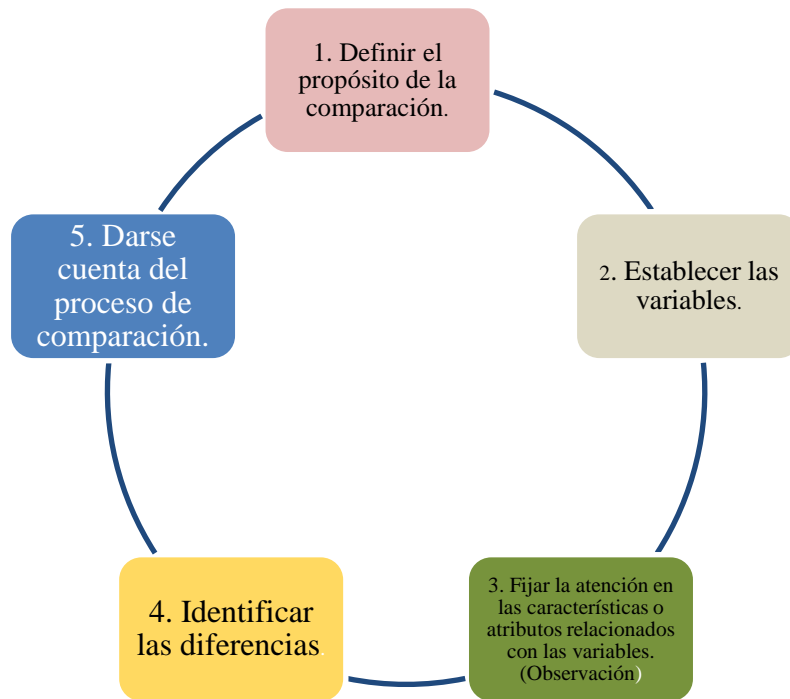 1. Definir el
propósito de la
comparación.
2. Establecer las
variables.
3. Fijar la atención en
las características o
atributos relacionados
con las variables.
(Observación)
4. Identificar
las diferencias.
5. Darse
cuenta del
proceso de
comparación.